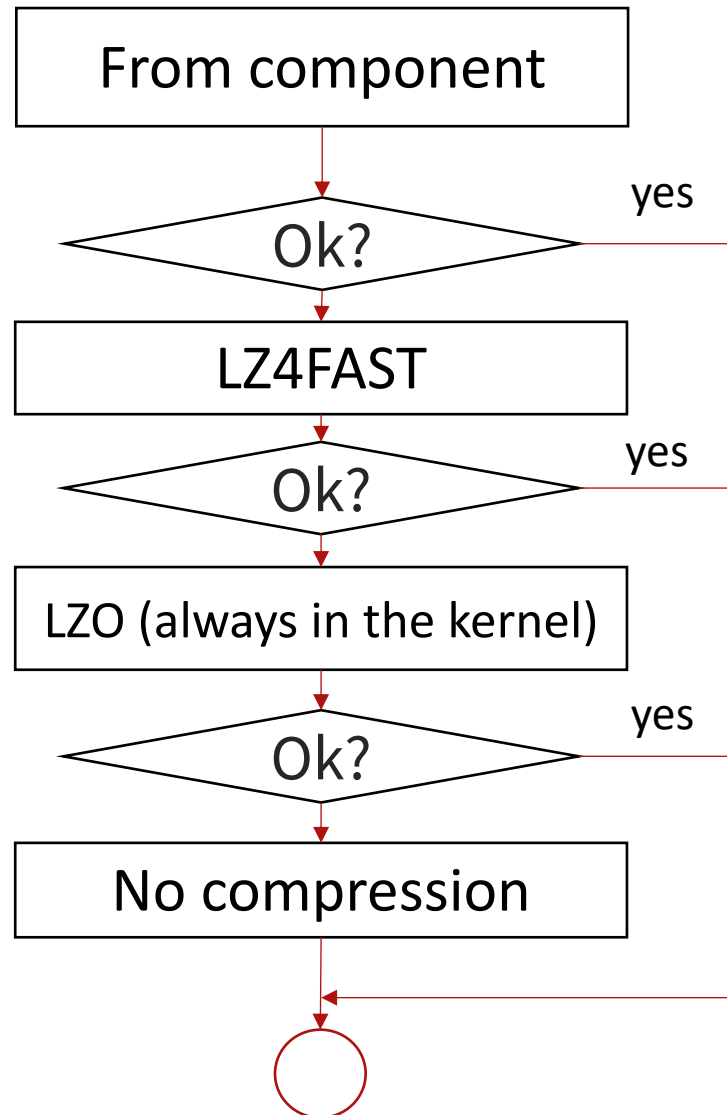 From component
yes
Ok?
LZ4FAST
yes
Ok?
LZO (always in the kernel)
yes
Ok?
No compression